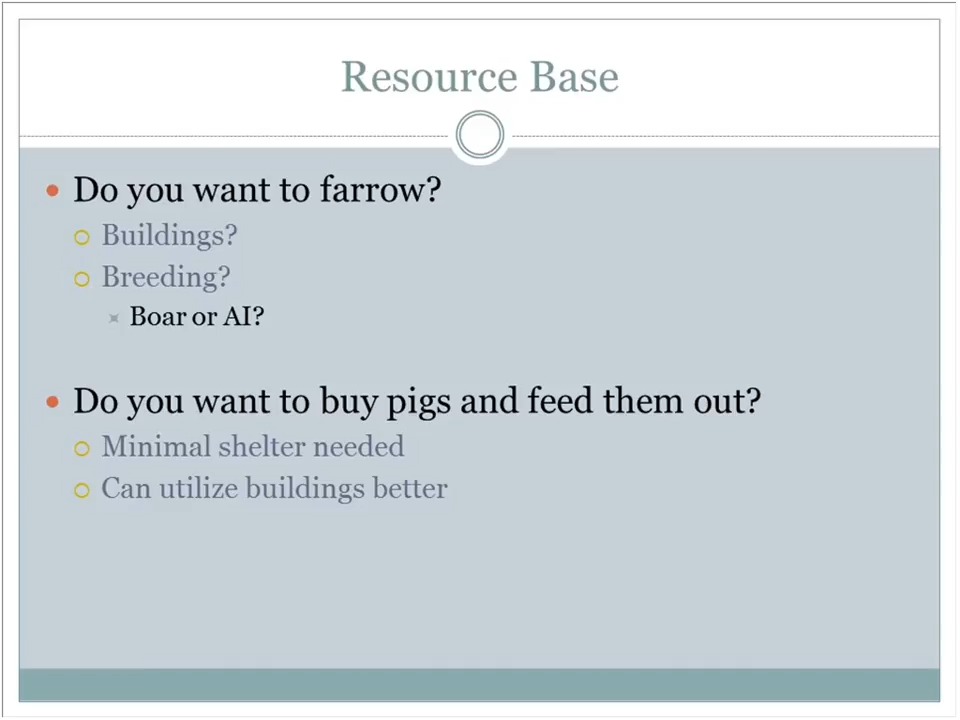 Resource Base
Do you want to farrow?
Buildings?
Breeding?
Boar or AI?
Do you want to buy pigs and feed them out?
Minimal shelter needed
Can utilize buildings better